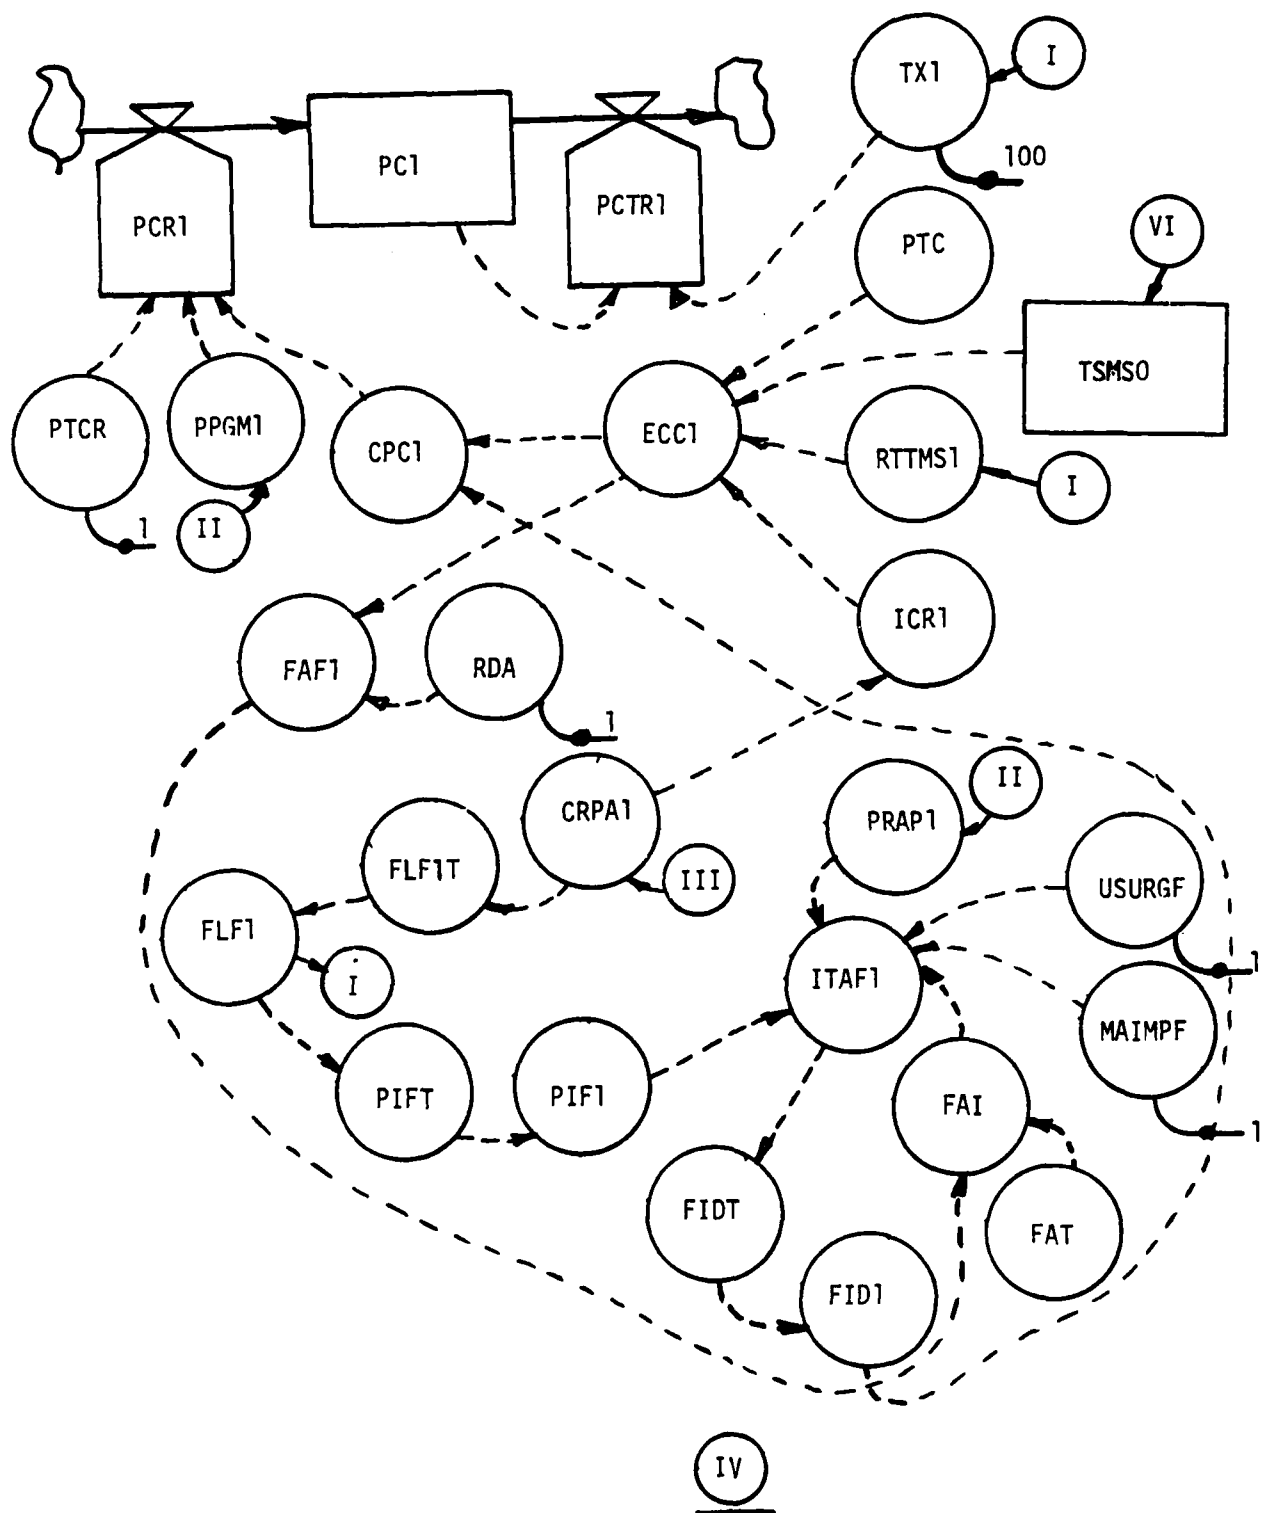 TX1
I
100
PC1
PCR1
PCTR1
PTC
VI
TSMSO
PTCR
1
PPGM1
II
CPC1
ECC1
RTTMS1
I
ICR1
FAF1
RDA
1
CRPA1
III
FLF1T
FLF1
I
PRAP1
II
USURGF
1
ITAF1
MAIMPF
1
PIFT
PIF1
FAI
FAT
FIDT
FID1
IV